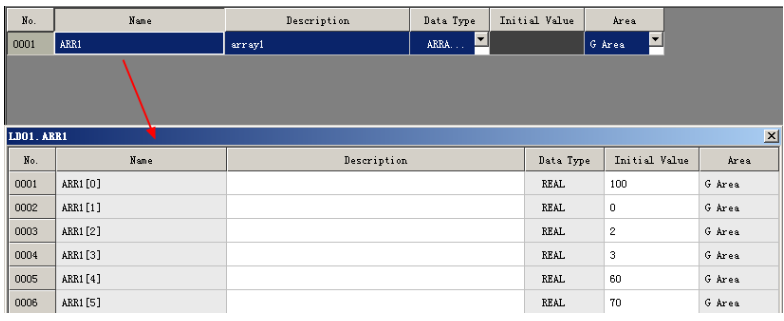 No. Name Description Data Type Initial Value Area
0001 ARR1 array1 ARRA... G Area
LD01.ARR1
No. Name Description Data Type Initial Value Area
0001 ARR1[0] REAL 100 G Area
0002 ARR1[1] REAL 0 G Area
0003 ARR1[2] REAL 2 G Area
0004 ARR1[3] REAL 3 G Area
0005 ARR1[4] REAL 60 G Area
0006 ARR1[5] REAL 70 G Area